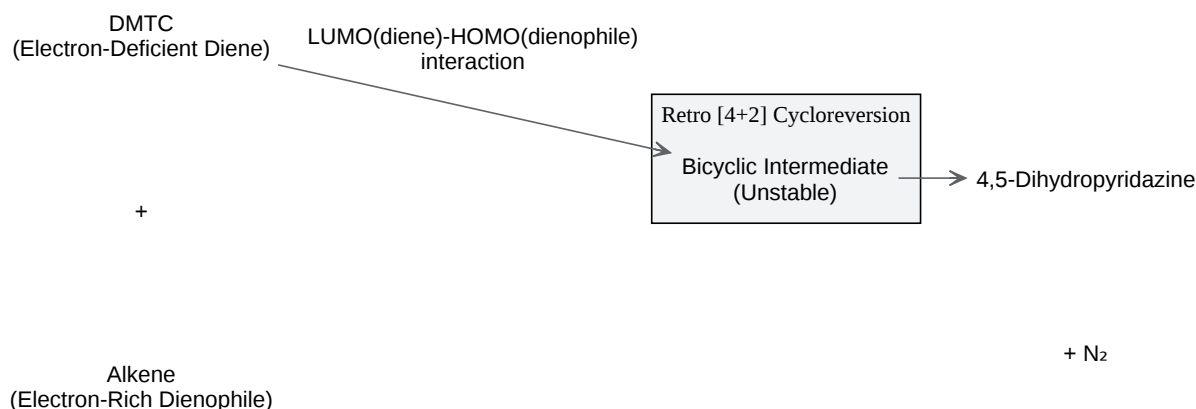 DMTC
(Electron-Deficient Diene)
LUMO(diene)-HOMO(dienophile)
interaction
Retro [4+2] Cycloreversion
Bicyclic Intermediate
(Unstable)
4,5-Dihydropyridazine
+
+ N₂
Alkene
(Electron-Rich Dienophile)